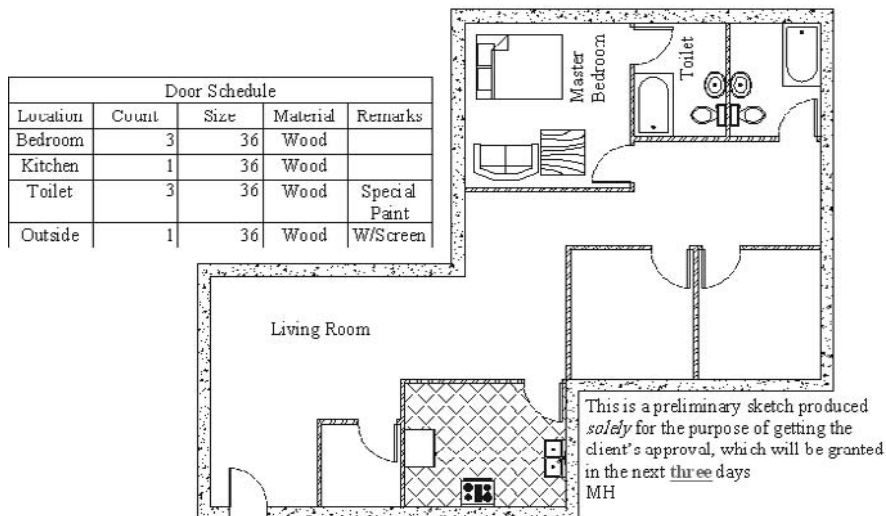 Door Schedule
Location Count Size Material Remarks
Bedroom 3 36 Wood
Kitchen 1 36 Wood
Toilet 3 36 Wood Special
Paint
Outside 1 36 Wood W/Screen
Master
Bedroom
Toilet
Living Room
This is a preliminary sketch produced
solely for the purpose of getting the
client's approval, which will be granted
in the next three days
MH